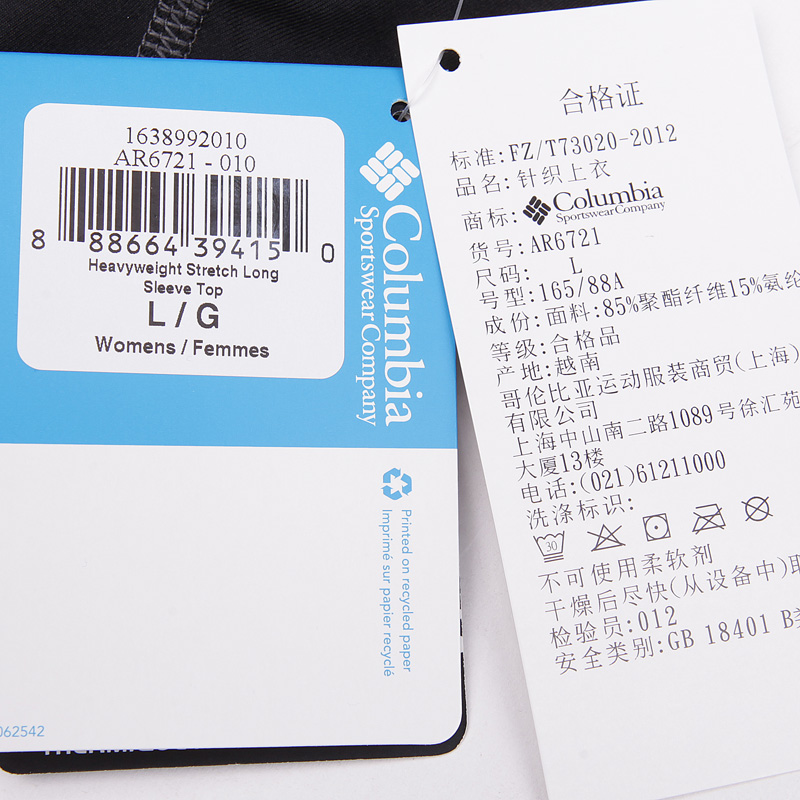 1638992010
AR6721 - 010
8 88664 39415 0
Heavyweight Stretch Long
Sleeve Top
L / G
Womens / Femmes
Columbia
Sportswear Company
Printed on recycled paper
Imprimé sur papier recyclé
062542
合格证
标准:FZ/T73020-2012
品名:针织上衣
商标:Columbia
Sportswear Company
货号:AR6721
尺码: L
号型:165/88A
成份:面料:85%聚酯纤维15%氨纶
等级:合格品
产地:越南
哥伦比亚运动服装商贸(上海)
有限公司
上海中山南二路1089号徐汇苑
大厦13楼
电话:(021)61211000
洗涤标识:
30
不可使用柔软剂
干燥后尽快(从设备中)取
检验员:012
安全类别:GB 18401 B类